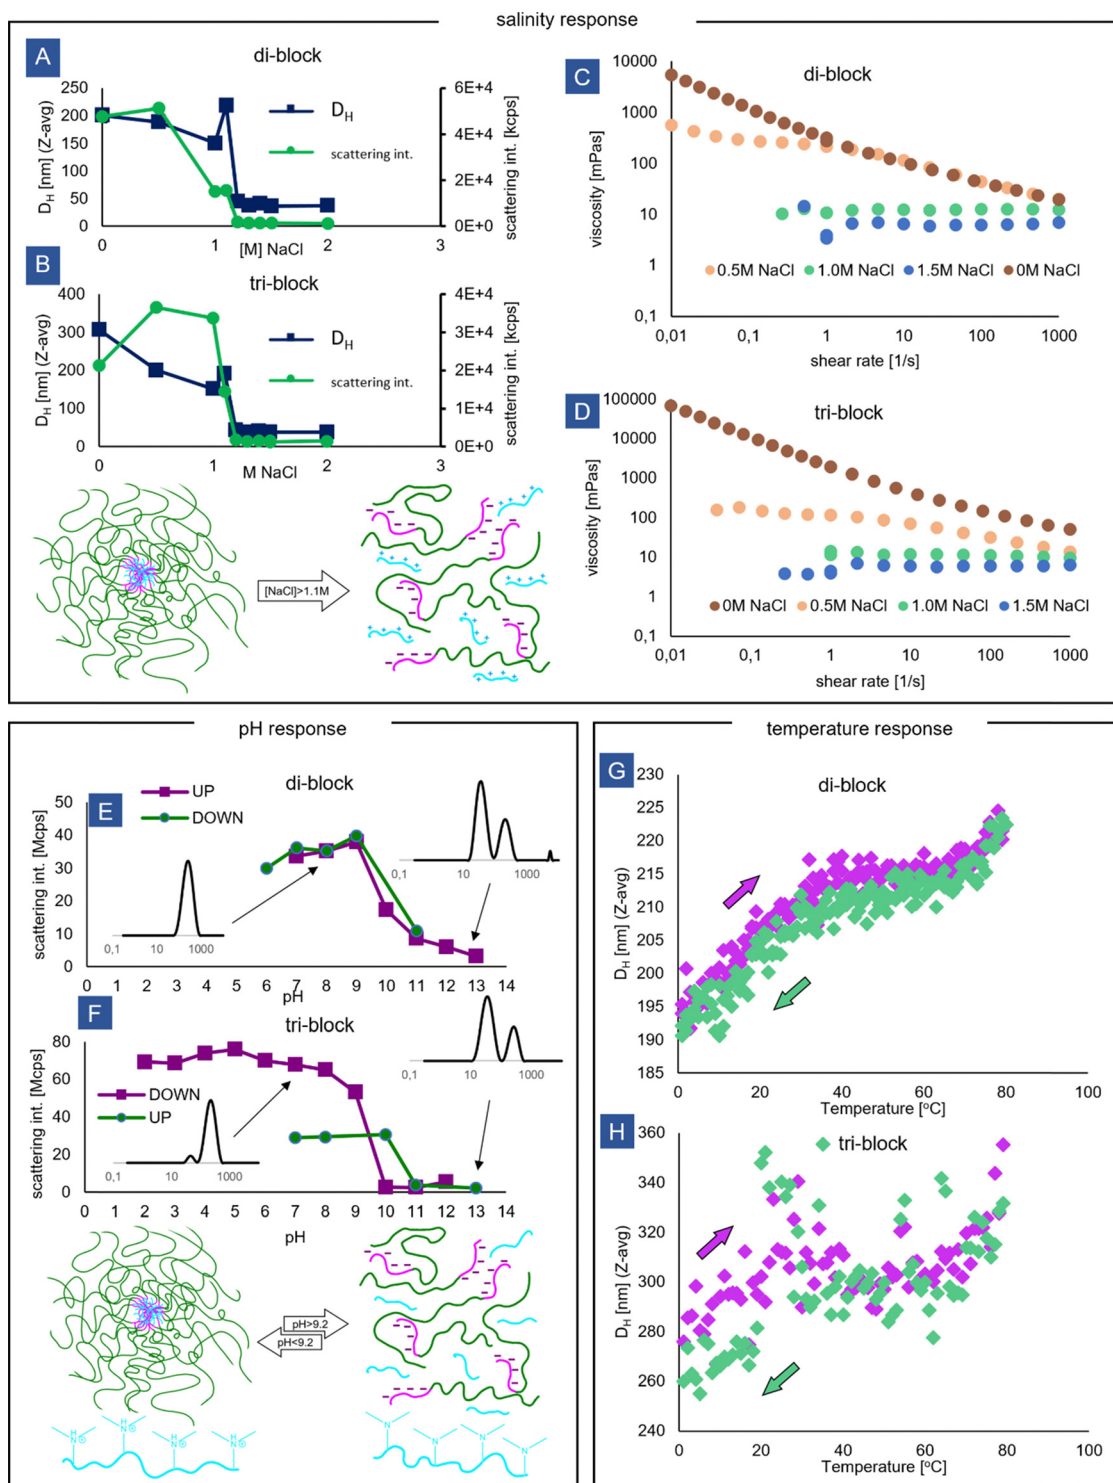 salinity response
A
di-block
250
200
150
100
50
0
D_H [nm] (Z-avg)
D_H
scattering int.
6E+4
4E+4
2E+4
0E+0
scattering int. [kcps]
0 1 2 3
[M] NaCl
B
tri-block
400
300
200
100
0
D_H [nm] (Z-avg)
D_H
scattering int.
4E+4
3E+4
2E+4
1E+4
0E+0
scattering int. [kcps]
0 1 2 3
M NaCl
[NaCl]>1.1M
C
di-block
10000
1000
100
10
1
0,1
viscosity [mPas]
0.5M NaCl 1.0M NaCl 1.5M NaCl 0M NaCl
0,01 0,1 1 10 100 1000
shear rate [1/s]
D
tri-block
100000
10000
1000
100
10
1
0,1
viscosity [mPas]
0M NaCl 0.5M NaCl 1.0M NaCl 1.5M NaCl
0,01 0,1 1 10 100 1000
shear rate [1/s]
pH response
E
UP
DOWN
di-block
50
40
30
20
10
0
scattering int. [Mcps]
0,1 10 1000
0,1 10 1000
0 1 2 3 4 5 6 7 8 9 10 11 12 13 14
pH
F
tri-block
80
60
40
20
0
scattering int. [Mcps]
DOWN
UP
0,1 10 1000
0,1 10 1000
0 1 2 3 4 5 6 7 8 9 10 11 12 13 14
pH
pH>9.2
pH<9.2
H
N
⊕
H
N
⊕
H
N
⊕
H
N
⊕
N
N
N
N
temperature response
G
di-block
230
225
220
215
210
205
200
195
190
185
D_H [nm] (Z-avg)
0 20 40 60 80 100
Temperature [°C]
H
tri-block
360
340
320
300
280
260
240
D_H [nm] (Z-avg)
0 20 40 60 80 100
Temperature [°C]